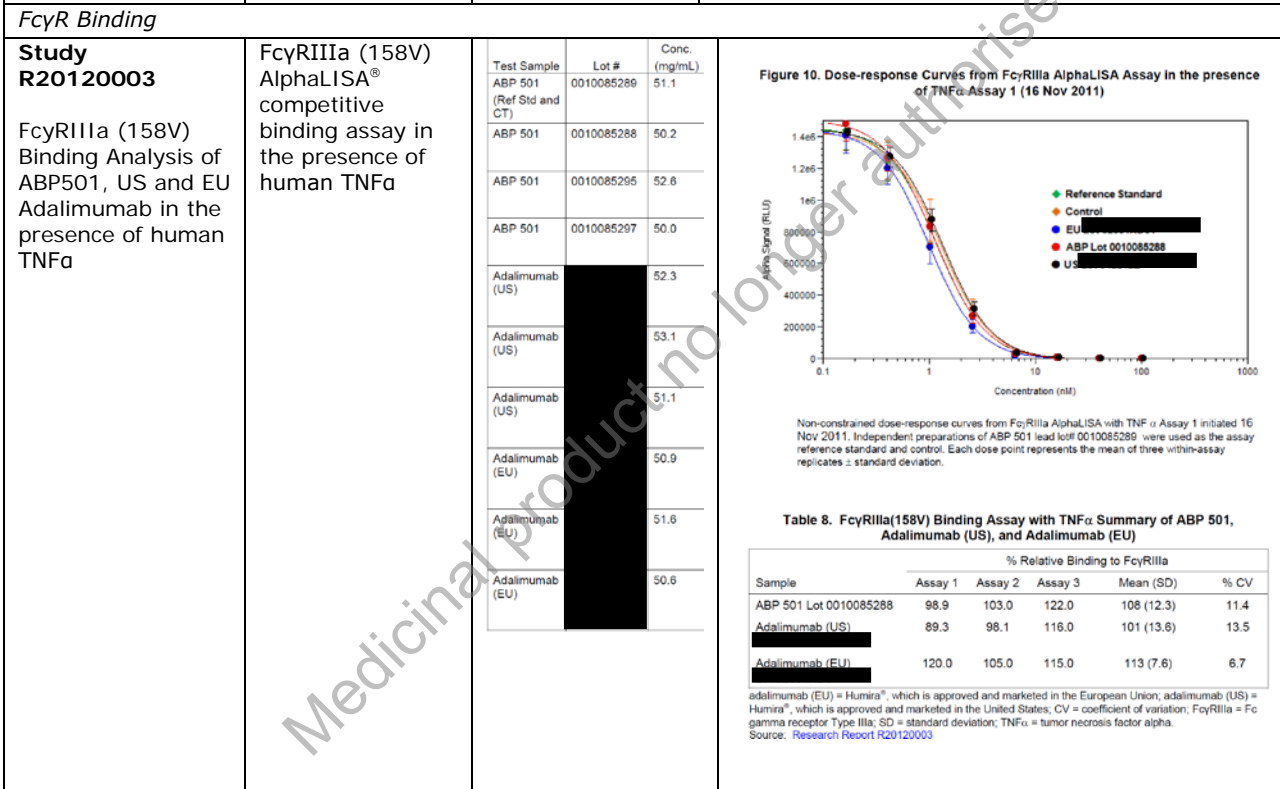 FcγR Binding
Study
R20120003
FcγRIIIa (158V)
Binding Analysis of
ABP501, US and EU
Adalimumab in the
presence of human
TNFα
FcγRIIIa (158V)
AlphaLISA®
competitive
binding assay in
the presence of
human TNFα
Test Sample Lot # Conc. (mg/mL)
ABP 501 0010085289 51.1
(Ref Std and
CT)
ABP 501 0010085288 50.2
ABP 501 0010085295 52.6
ABP 501 0010085297 50.0
Adalimumab 52.3
(US)
Adalimumab 53.1
(US)
Adalimumab 51.1
(US)
Adalimumab 50.9
(EU)
Adalimumab 51.6
(EU)
Adalimumab 50.6
(EU)
Figure 10. Dose-response Curves from FcγRIIIa AlphaLISA Assay in the presence
of TNFα Assay 1 (16 Nov 2011)
Alpha Signal (RLU)
1.4e6
1.2e6
1e6
800000
600000
400000
200000
0
0.1 1 10 100 1000
Concentration (nM)
Reference Standard
Control
EU
ABP Lot 0010085288
US
Non-constrained dose-response curves from FcγRIIIa AlphaLISA with TNF α Assay 1 initiated 16
Nov 2011. Independent preparations of ABP 501 lead lot# 0010085289 were used as the assay
reference standard and control. Each dose point represents the mean of three within-assay
replicates ± standard deviation.
Table 8. FcγRIIIa(158V) Binding Assay with TNFα Summary of ABP 501,
Adalimumab (US), and Adalimumab (EU)
% Relative Binding to FcγRIIIa
Sample Assay 1 Assay 2 Assay 3 Mean (SD) % CV
ABP 501 Lot 0010085288 98.9 103.0 122.0 108 (12.3) 11.4
Adalimumab (US) 89.3 98.1 116.0 101 (13.6) 13.5
Adalimumab (EU) 120.0 105.0 115.0 113 (7.6) 6.7
adalimumab (EU) = Humira®, which is approved and marketed in the European Union; adalimumab (US) =
Humira®, which is approved and marketed in the United States; CV = coefficient of variation; FcγRIIIa = Fc
gamma receptor Type IIIa; SD = standard deviation; TNFα = tumor necrosis factor alpha.
Source: Research Report R20120003
Medicinal product no longer authorise